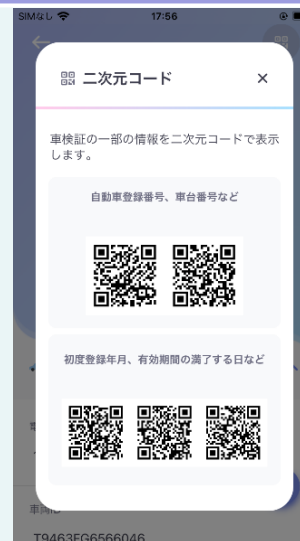 SIMなし
17:56
二次元コード
車検証の一部の情報を二次元コードで表示
します。
自動車登録番号、車台番号など
初度登録年月、有効期間の満了する日など
車両ID
T9463FG6566046